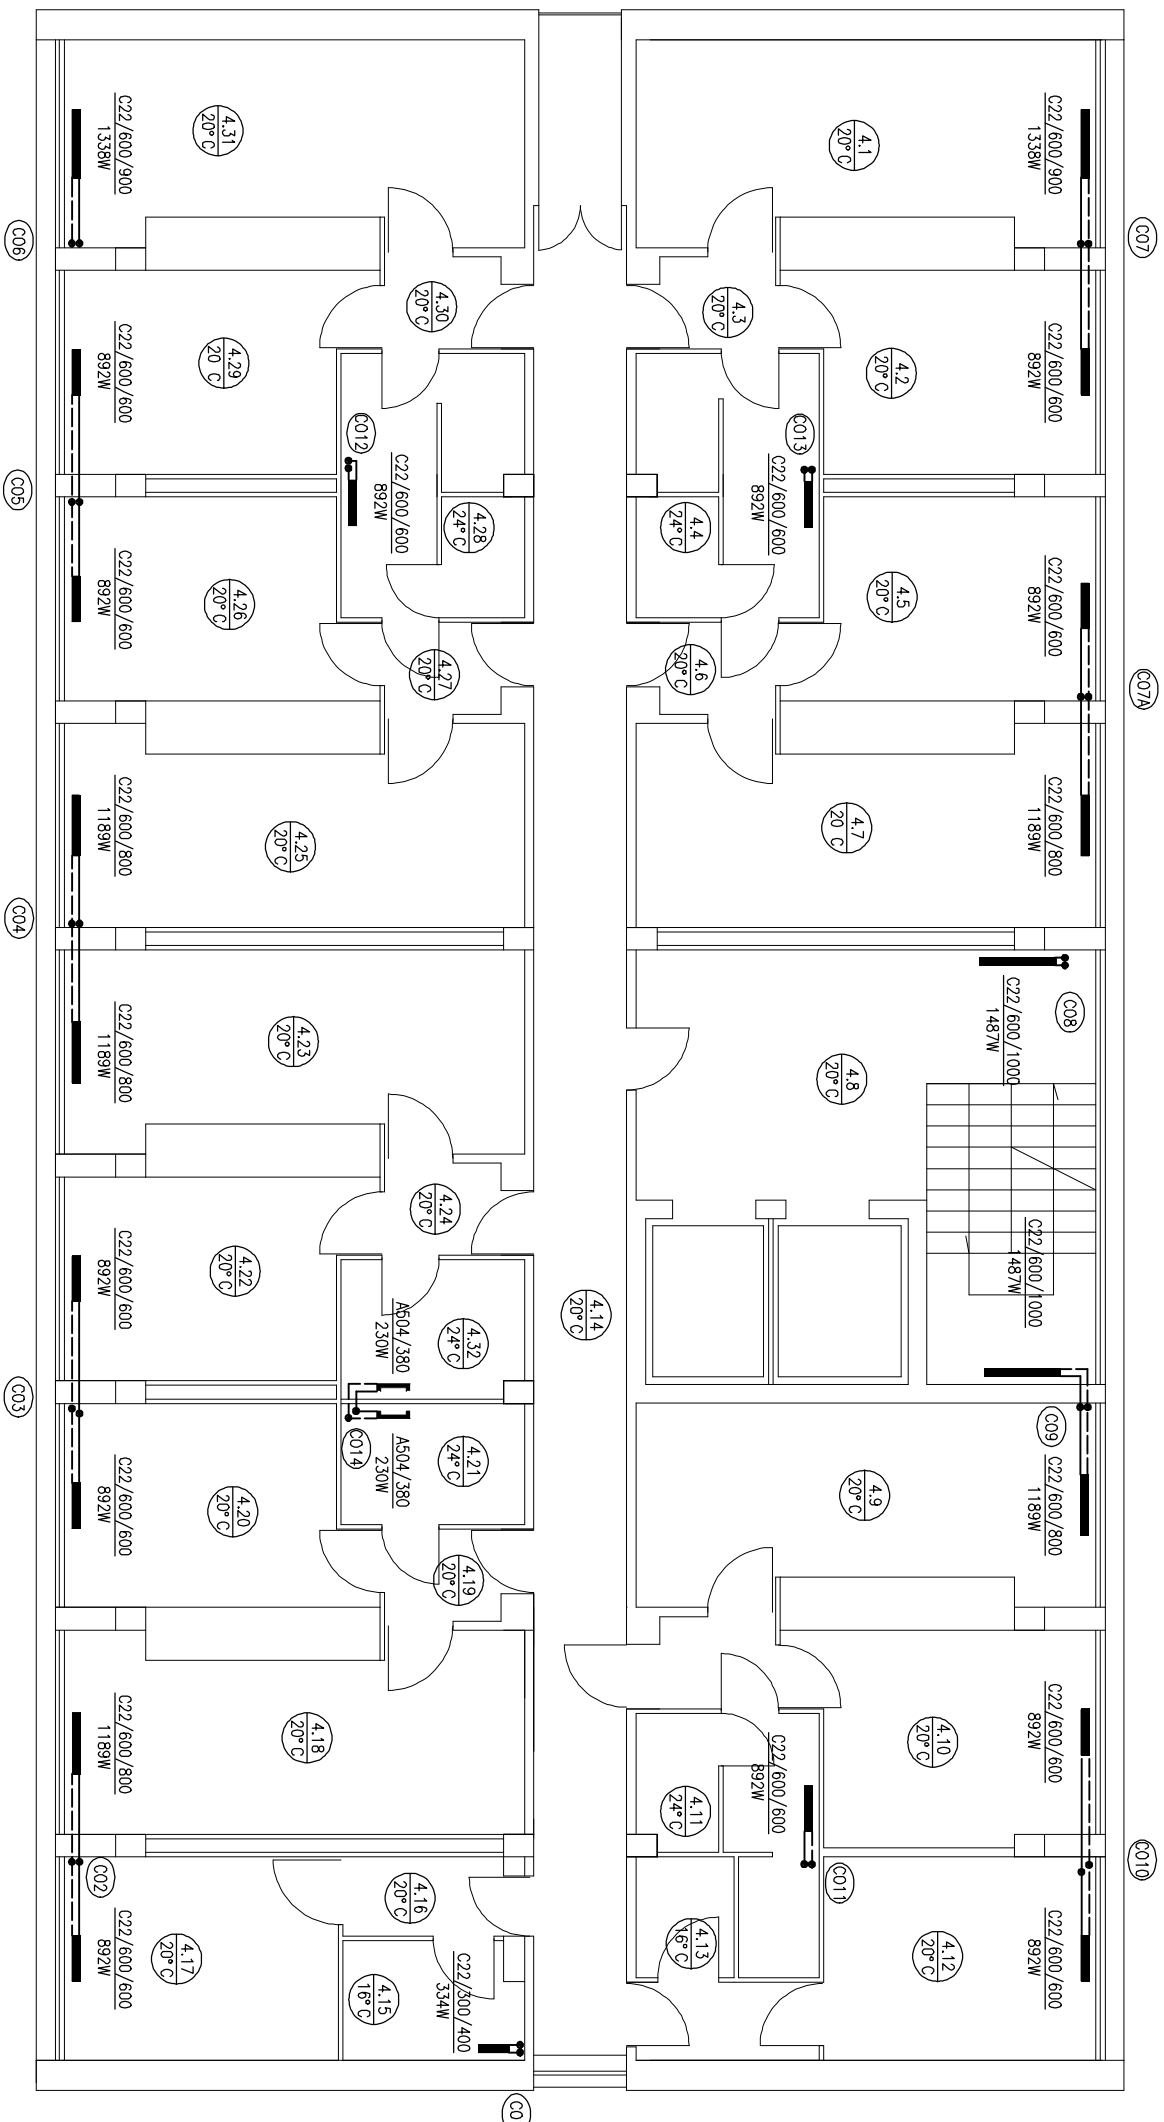 C07
C07A
C010
C22/600/900
1338W
C22/600/600
892W
C22/600/600
892W
C22/600/800
1189W
C08
C22/600/1000
1487W
C22/600/1000
1487W
C09
C22/600/800
1189W
C22/600/600
892W
C22/600/600
892W
4.1
20°C
4.2
20°C
4.5
20°C
4.7
20 C
4.8
20°C
4.9
20°C
4.10
20°C
4.12
20°C
4.3
20°C
C013
C22/600/600
892W
4.4
24°C
4.6
20°C
C22/600/600
892W
C011
4.11
24°C
4.13
16°C
4.14
20°C
4.30
20°C
C012
C22/600/600
892W
4.28
24°C
4.27
20°C
4.24
20°C
4.32
24°C
A504/380
230W
C014
A504/380
230W
4.21
24°C
4.19
20°C
4.16
20°C
4.15
16°C
C22/300/400
334W
C0
4.31
20°C
4.29
20 C
4.26
20°C
4.25
20°C
4.23
20°C
4.22
20°C
4.20
20°C
4.18
20°C
4.17
20°C
C22/600/900
1338W
C22/600/600
892W
C22/600/600
892W
C22/600/800
1189W
C22/600/800
1189W
C22/600/600
892W
C22/600/600
892W
C22/600/800
1189W
C02
C22/600/600
892W
C06
C05
C04
C03